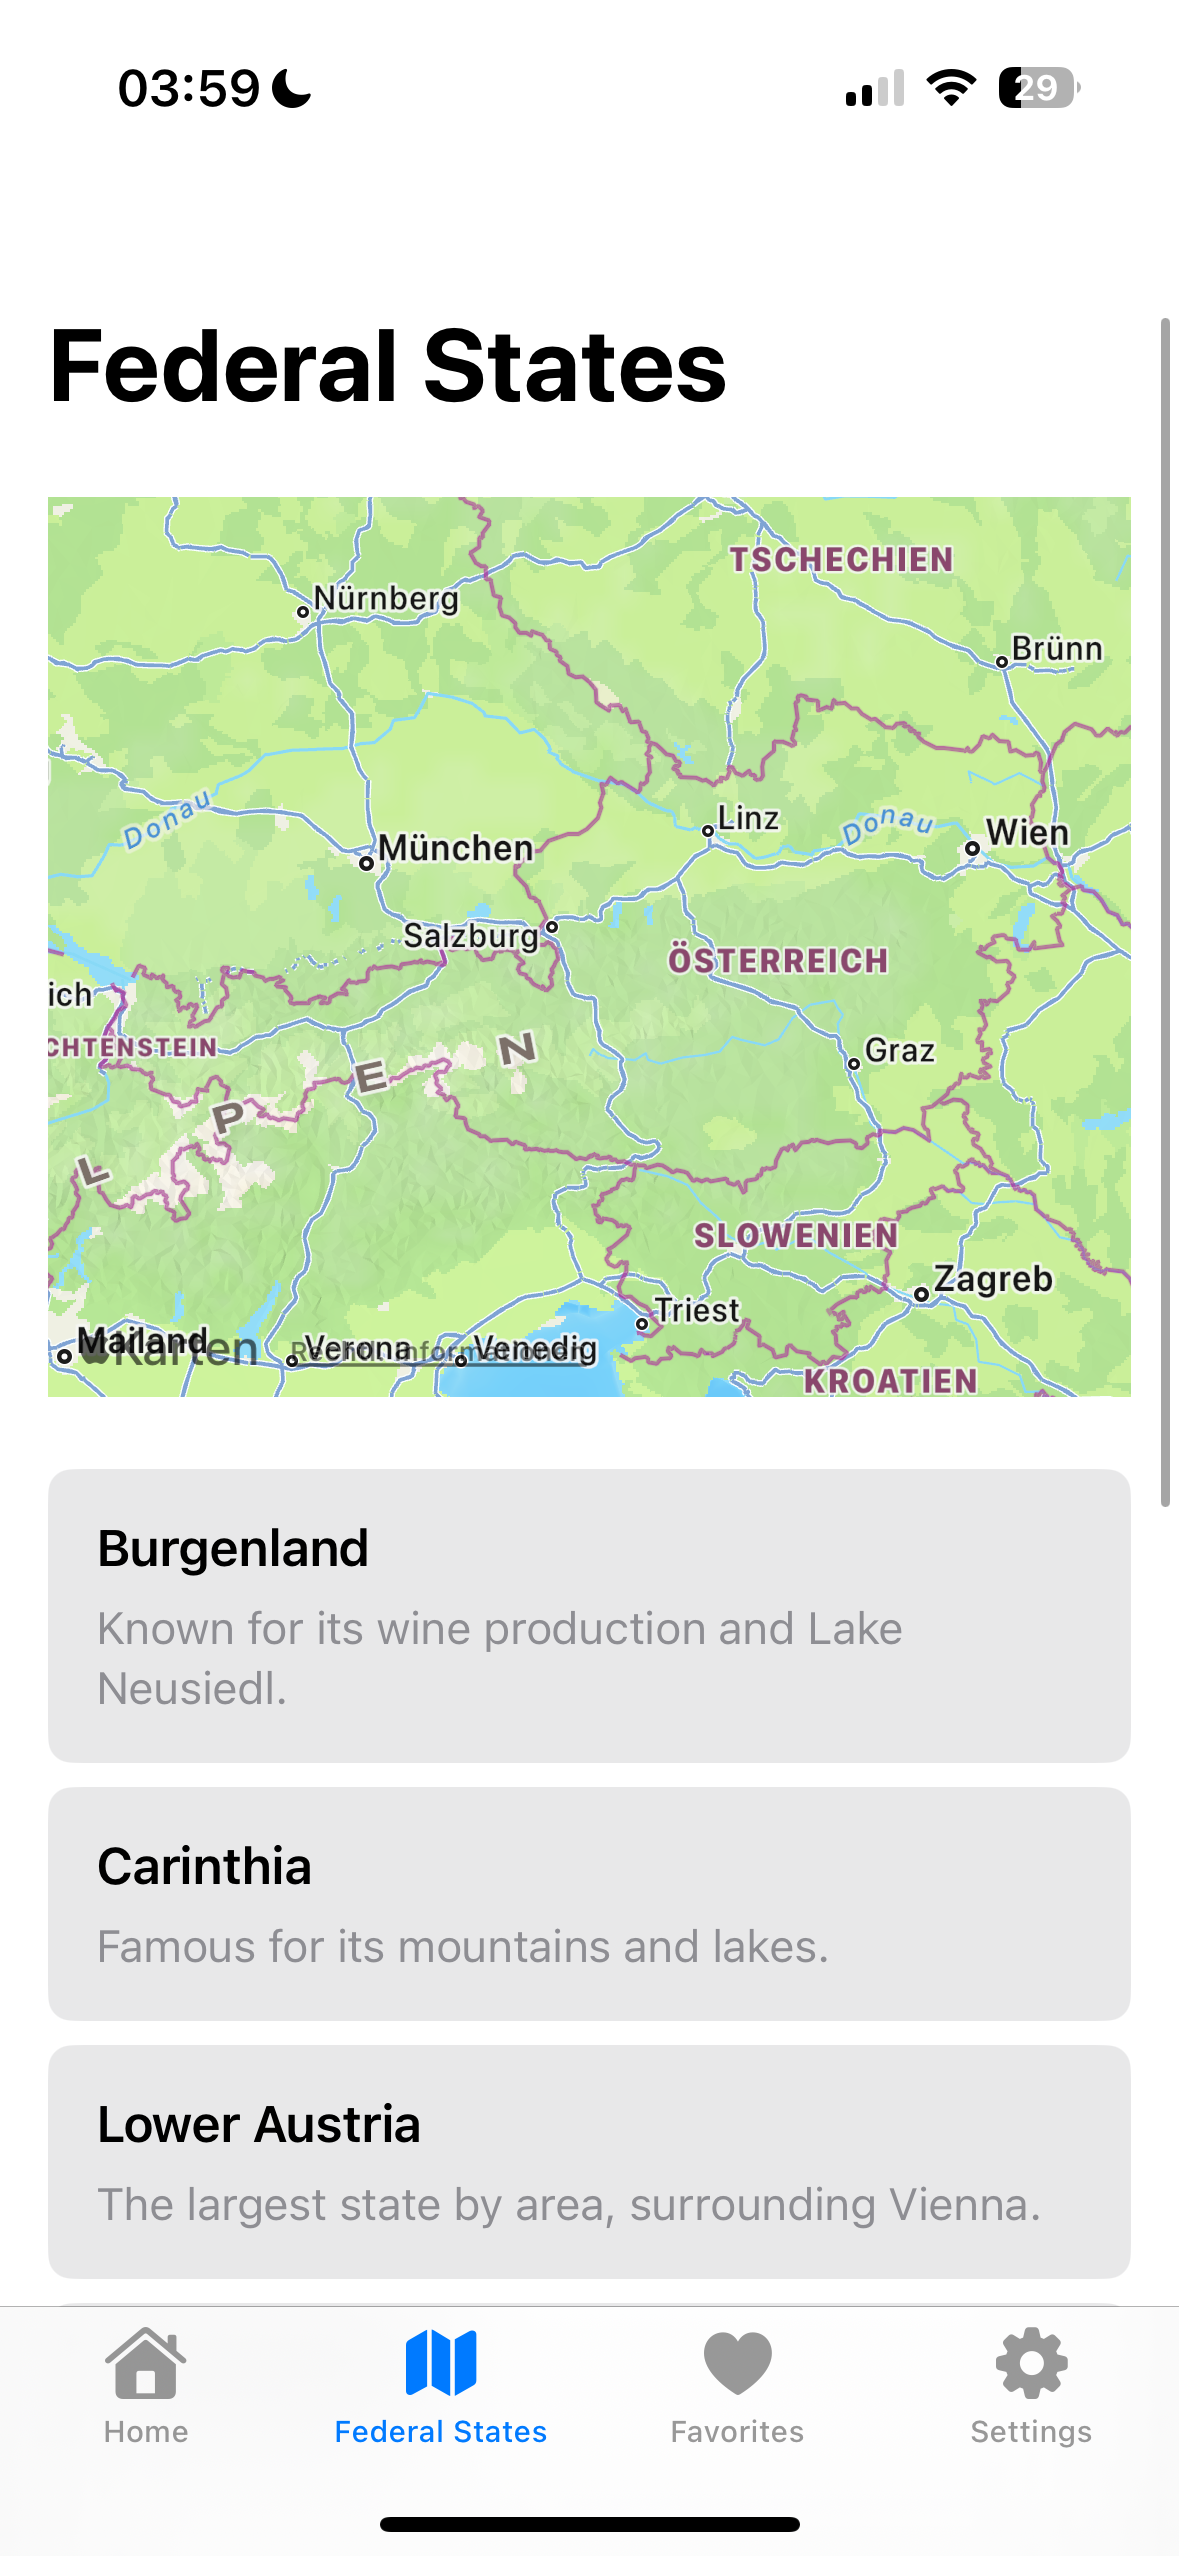 03:59
29
Federal States
TSCHECHIEN
Nürnberg
Brünn
Donau
Linz
Donau
Wien
München
Salzburg
ÖSTERREICH
ich
CHTENSTEIN
Graz
L P E N
SLOWENIEN
Zagreb
Triest
Mailand
Karten
Verona
Rechtl. Informationen
Venedig
KROATIEN
Burgenland
Known for its wine production and Lake
Neusiedl.
Carinthia
Famous for its mountains and lakes.
Lower Austria
The largest state by area, surrounding Vienna.
Home
Federal States
Favorites
Settings